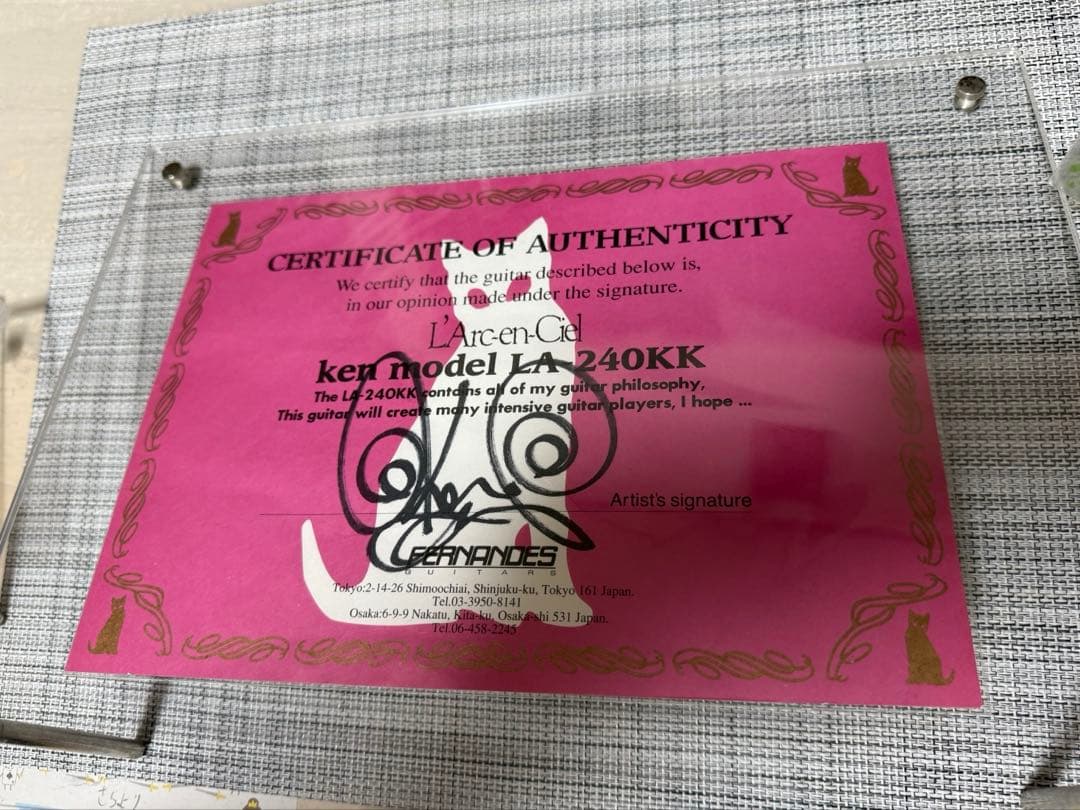 CERTIFICATE OF AUTHENTICITY
We certify that the guitar described below is,
in our opinion made under the signature.
L'Arc-en-Ciel
ken model LA-240KK
The LA-240KK contains all of my guitar philosophy,
This guitar will create many intensive guitar players, I hope ...
Artist's signature
FERNANDES
GUITARS
Tokyo:2-14-26 Shimoochiai, Shinjuku-ku, Tokyo 161 Japan.
Tel.03-3950-8141
Osaka:6-9-9 Nakatu, Kita-ku, Osaka-shi 531 Japan.
Tel.06-458-2245